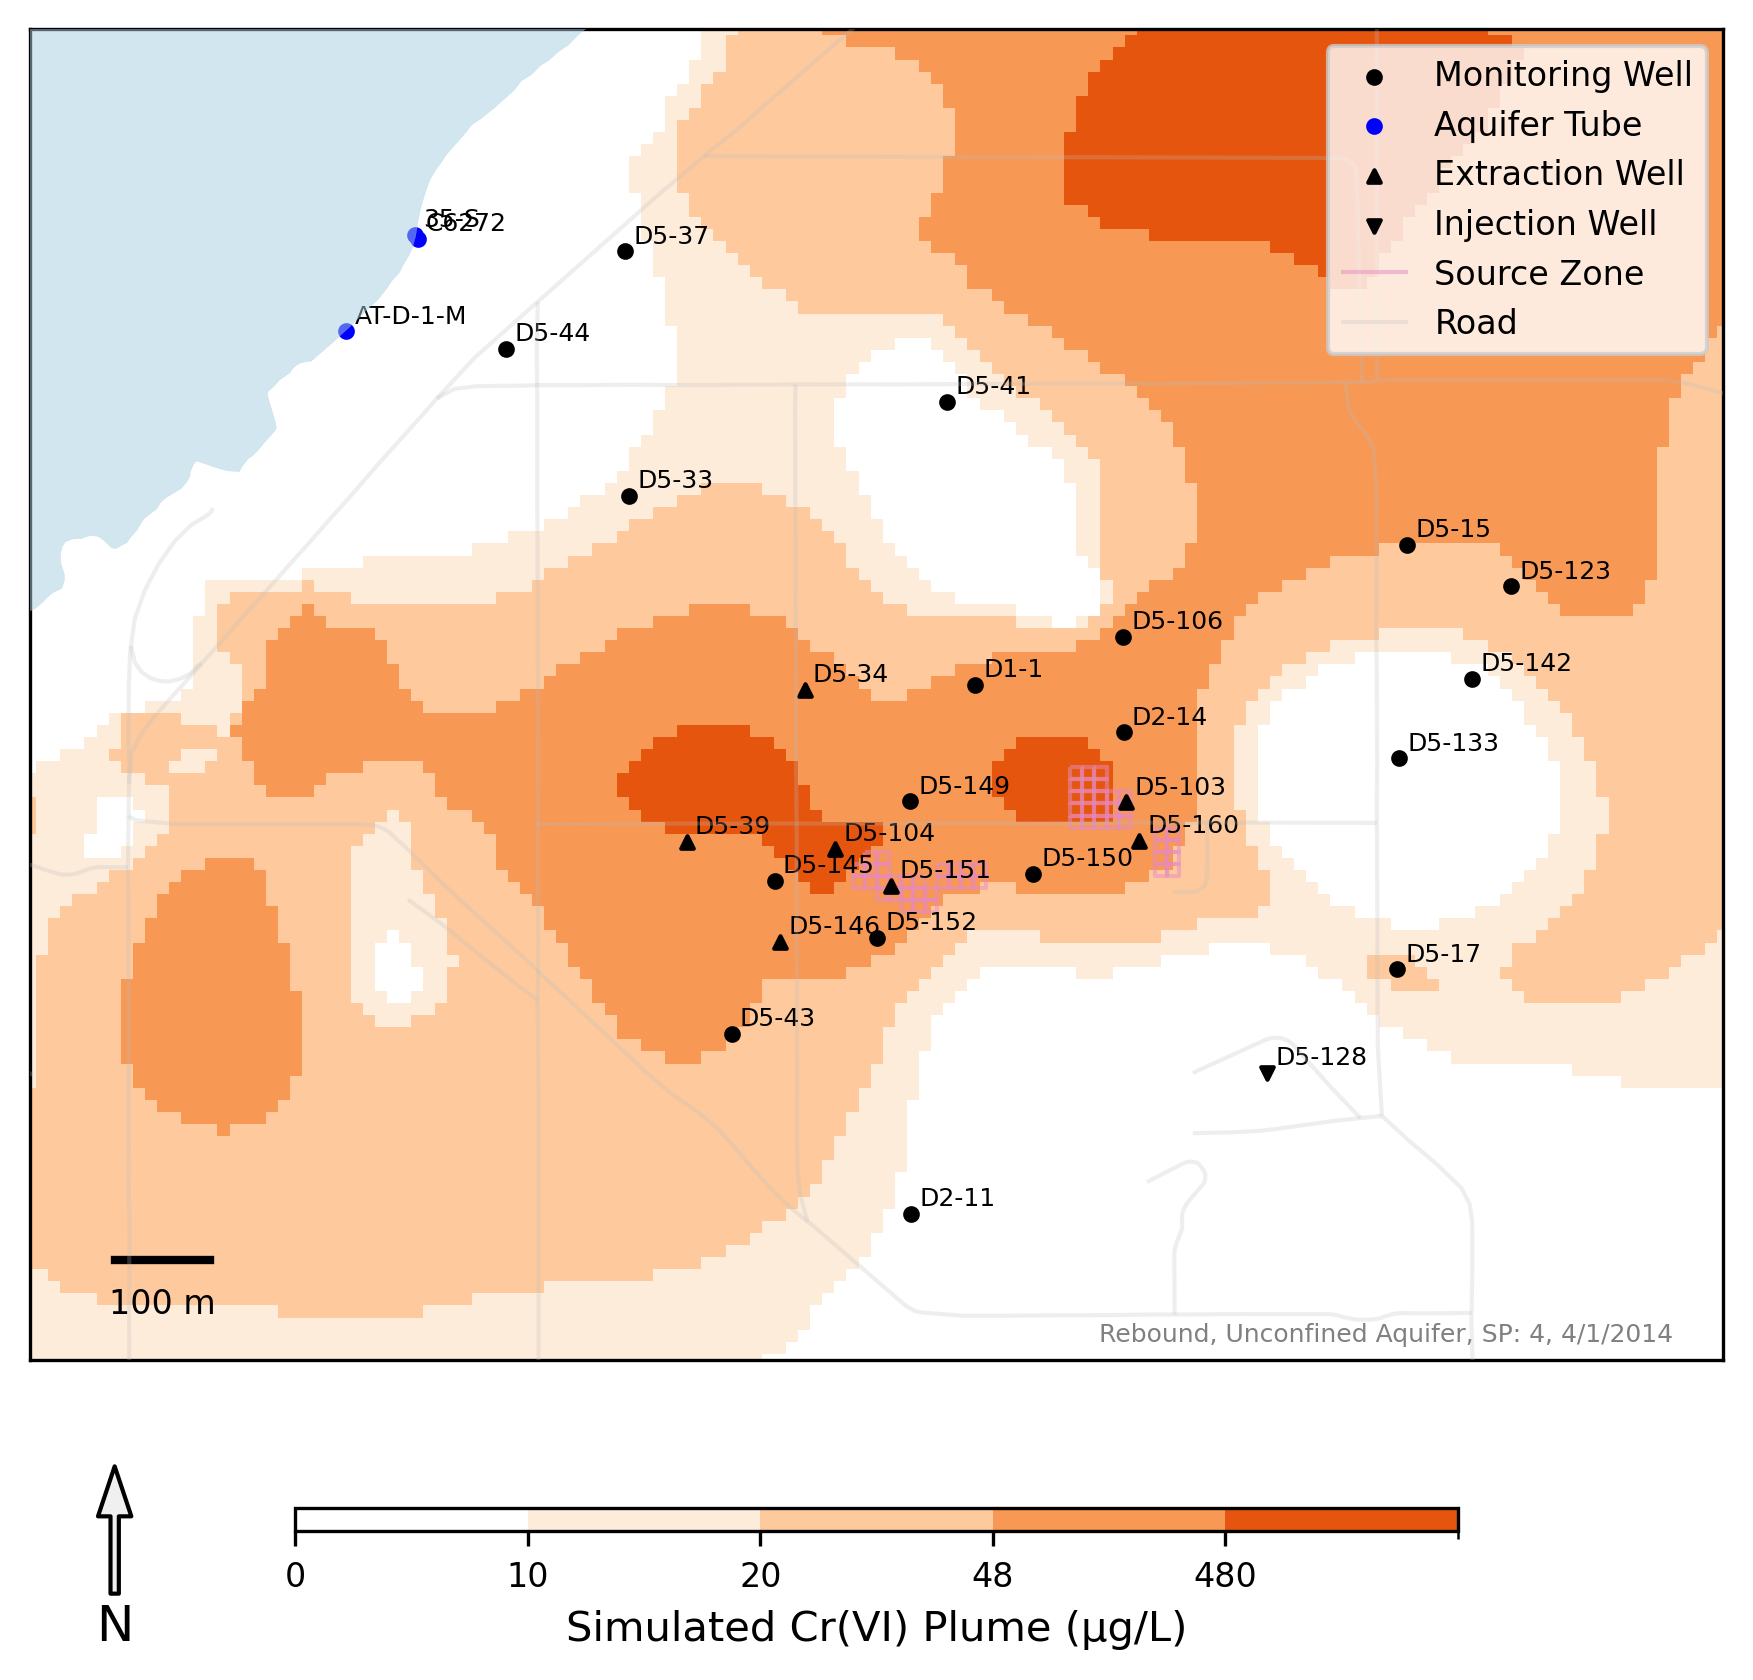 Monitoring Well
Aquifer Tube
Extraction Well
Injection Well
Source Zone
Road
35-S
C6272
D5-37
AT-D-1-M
D5-44
D5-41
D5-33
D5-15
D5-123
D5-106
D5-142
D1-1
D5-34
D2-14
D5-133
D5-149
D5-103
D5-160
D5-39
D5-104
D5-150
D5-145
D5-151
D5-146
D5-152
D5-17
D5-43
D5-128
D2-11
100 m
Rebound, Unconfined Aquifer, SP: 4, 4/1/2014
N
0 10 20 48 480
Simulated Cr(VI) Plume (μg/L)